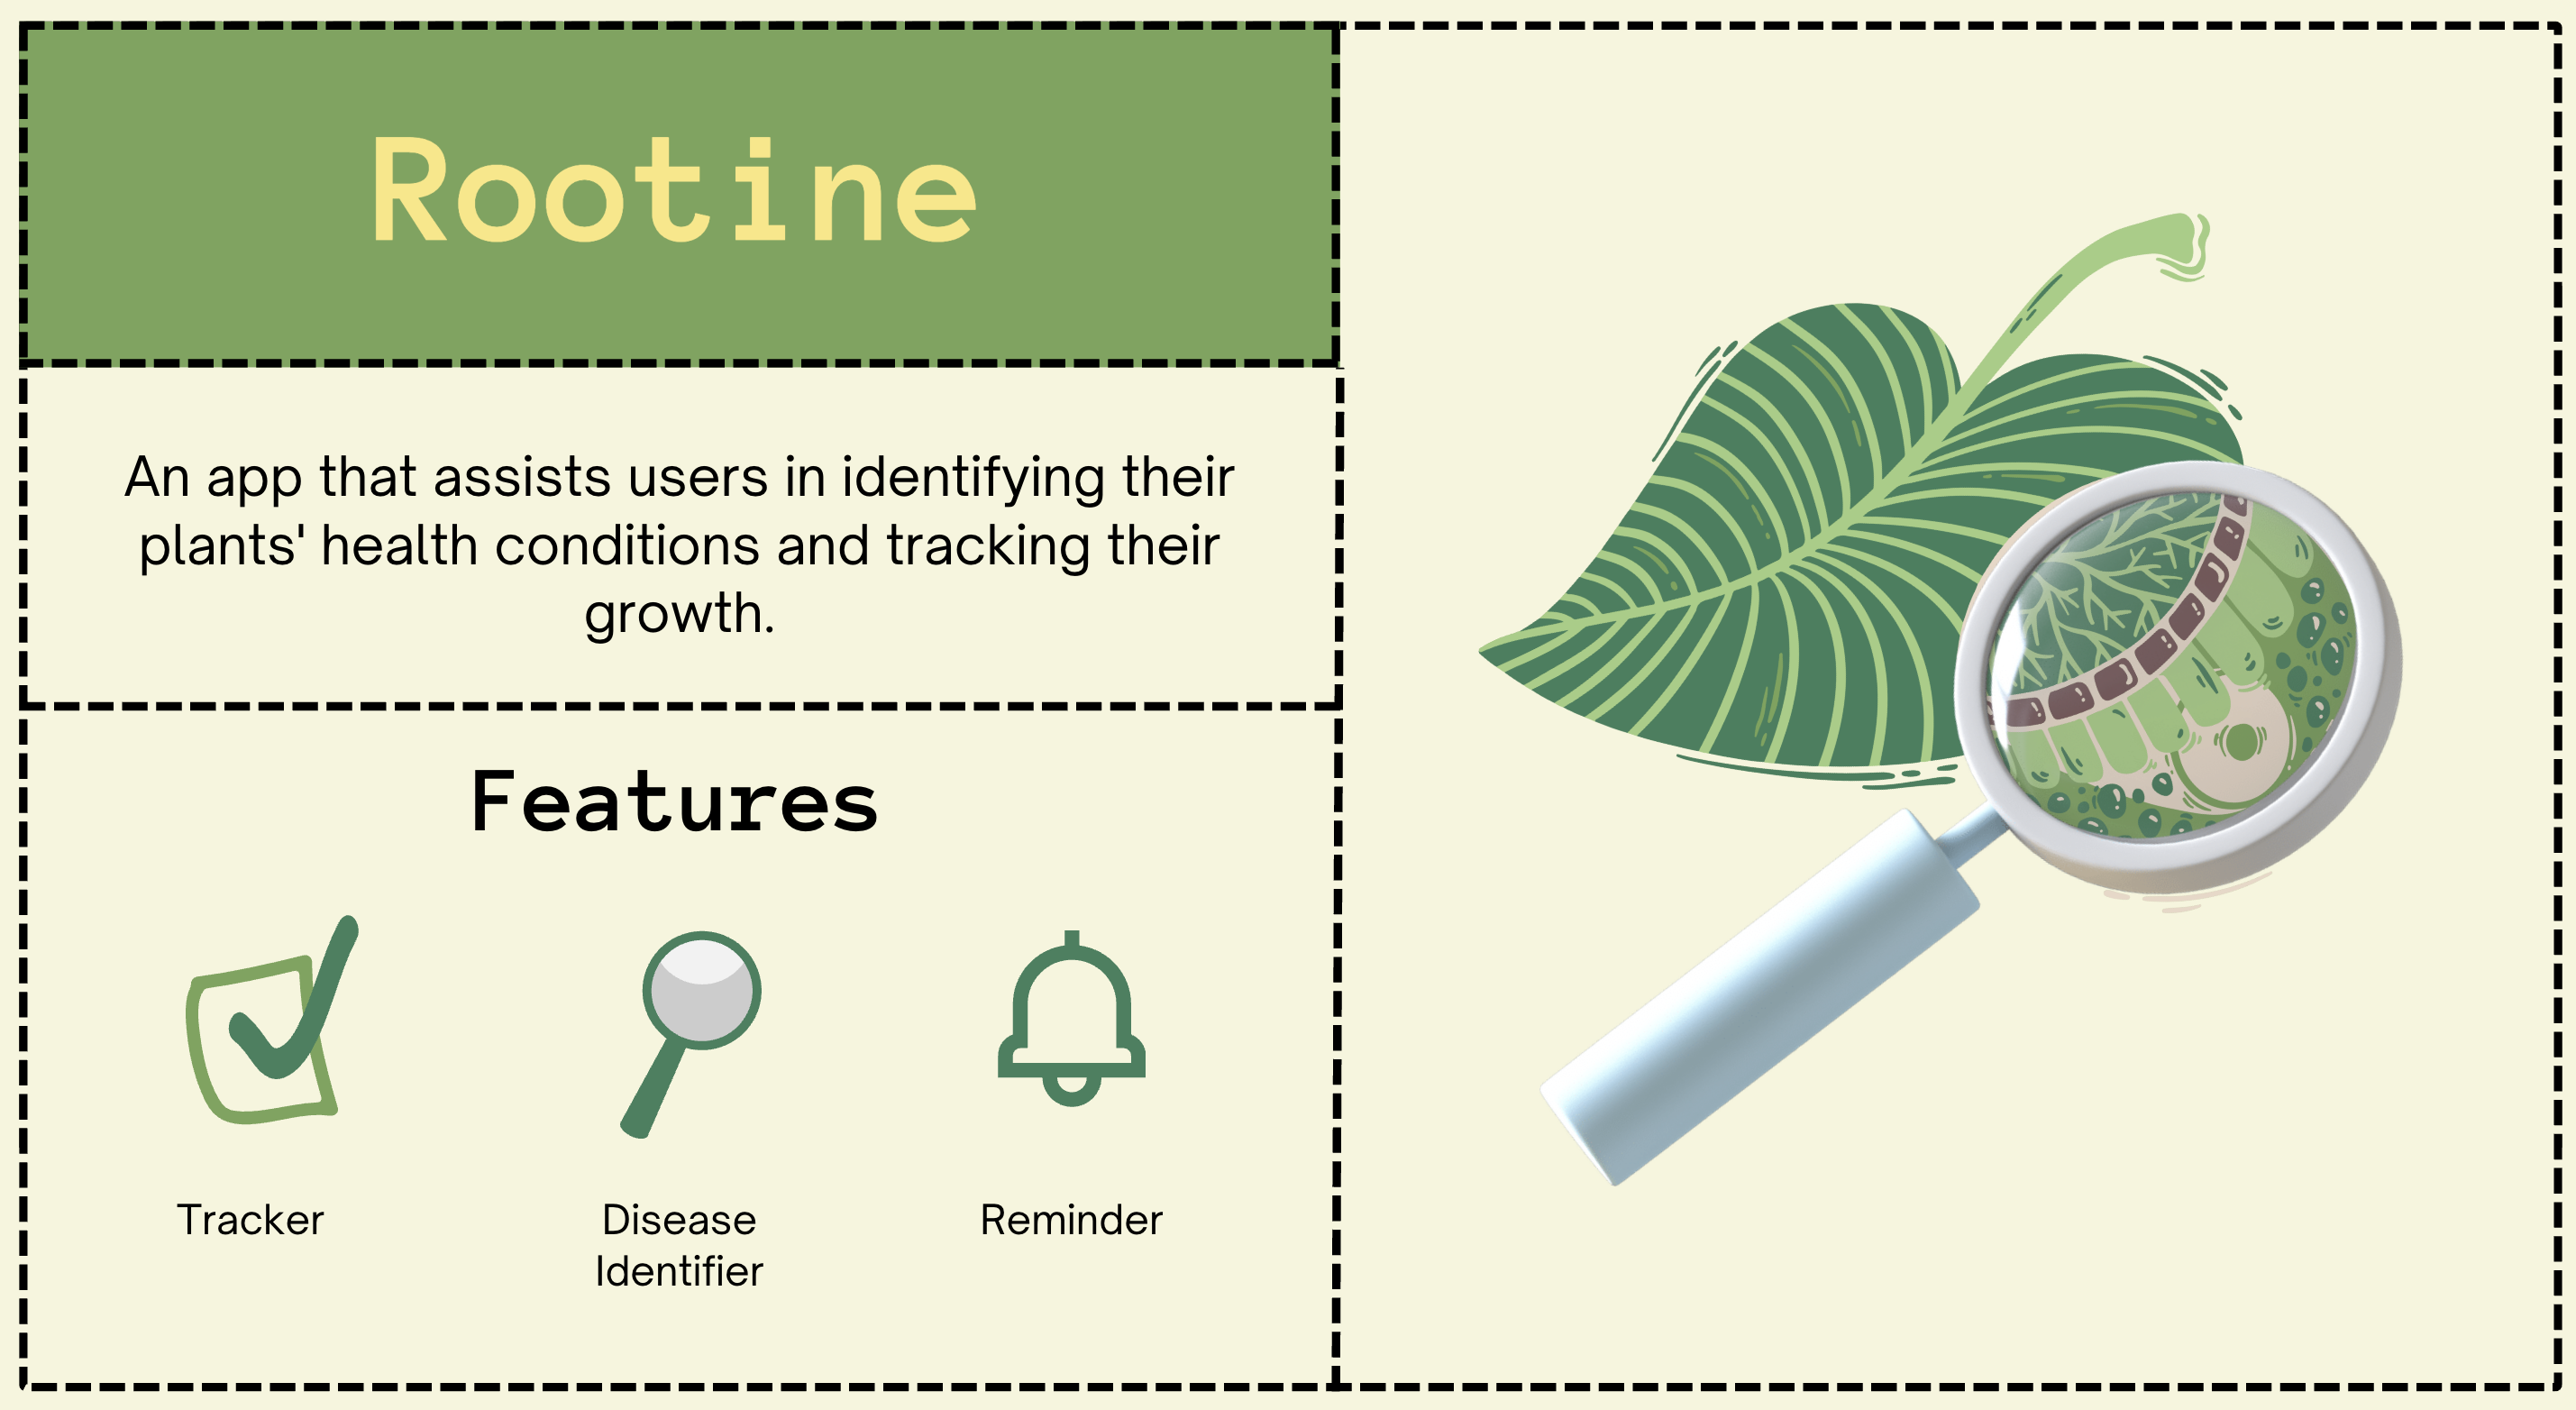 Rootine
An app that assists users in identifying their
plants' health conditions and tracking their
growth.
Features
Tracker
Disease
Identifier
Reminder